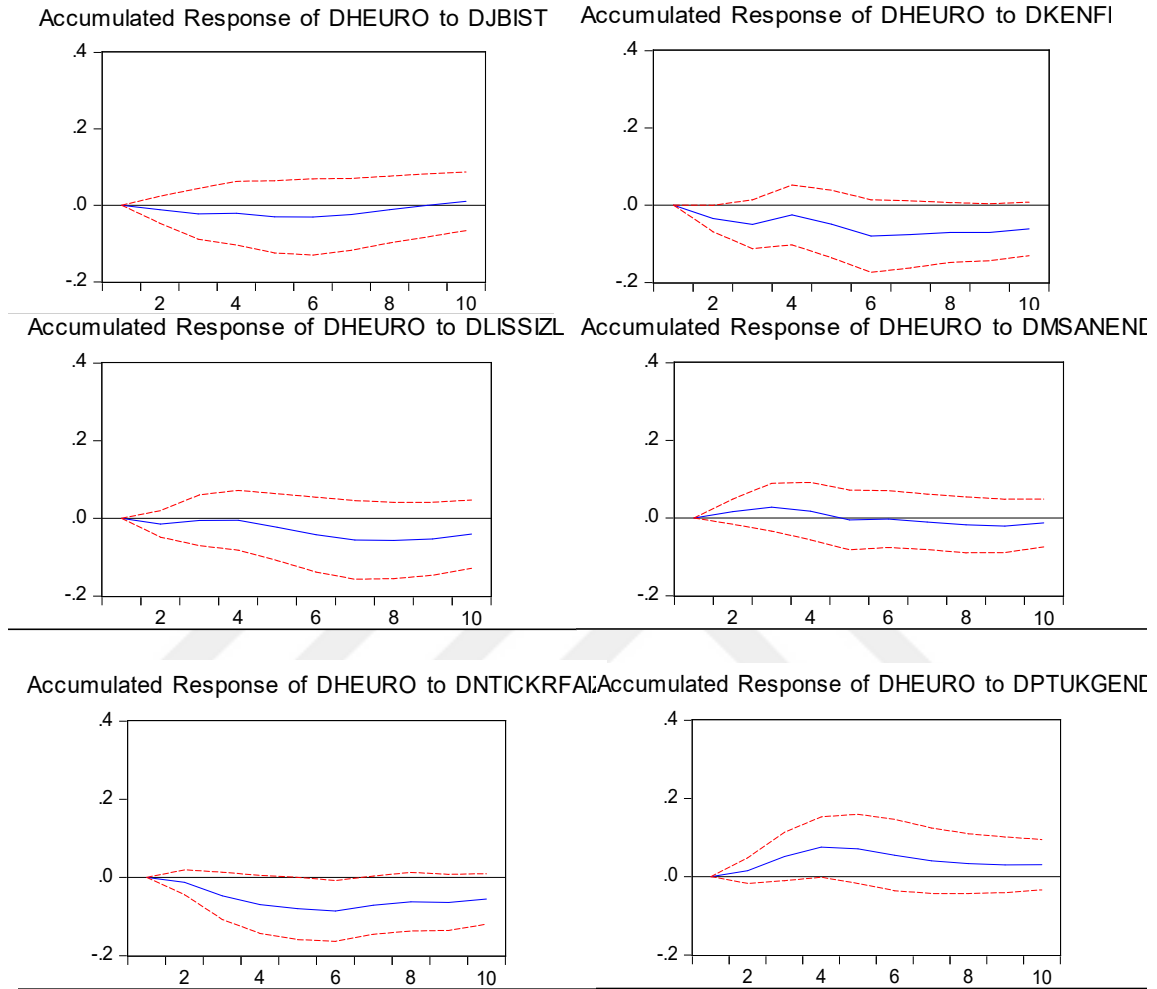 Accumulated Response of DHEURO to DJBIST
.4
.2
.0
-.2
2 4 6 8 10
Accumulated Response of DHEURO to DKENFI
.4
.2
.0
-.2
2 4 6 8 10
Accumulated Response of DHEURO to DLISSIZL
.4
.2
.0
-.2
2 4 6 8 10
Accumulated Response of DHEURO to DMSANEND
.4
.2
.0
-.2
2 4 6 8 10
Accumulated Response of DHEURO to DNTICKRFAIZ
.4
.2
.0
-.2
2 4 6 8 10
Accumulated Response of DHEURO to DPTUKGEND
.4
.2
.0
-.2
2 4 6 8 10